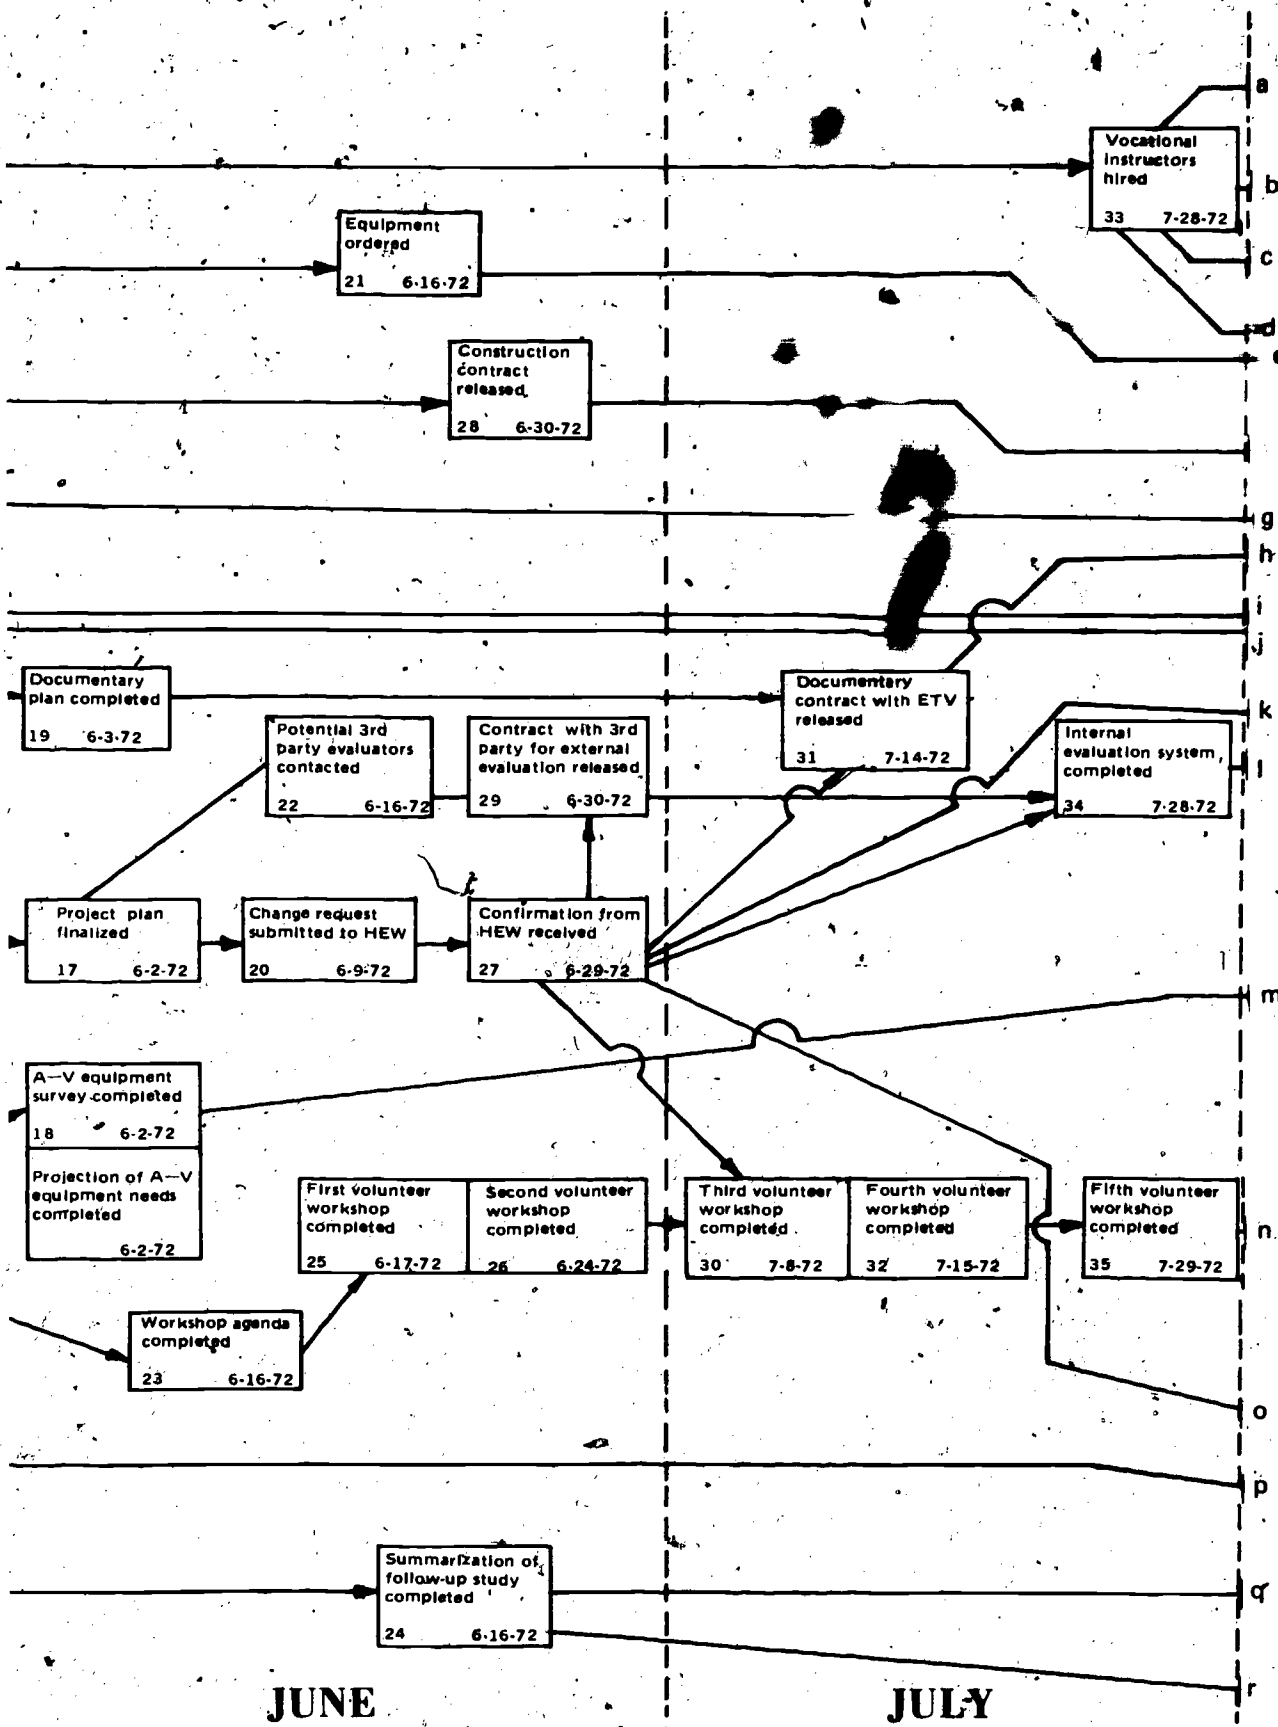 a
Vocational
instructors
hired
33 7-28-72
b
c
d
Equipment
ordered
21 6-16-72
Construction
contract
released
28 6-30-72
g
h
i
j
Documentary
plan completed
19 6-3-72
Documentary
contract with ETV
released
31 7-14-72
k
Potential 3rd
party evaluators
contacted
22 6-16-72
Contract with 3rd
party for external
evaluation released
29 6-30-72
Internal
evaluation system
completed
34 7-28-72
l
Project plan
finalized
17 6-2-72
Change request
submitted to HEW
20 6-9-72
Confirmation from
HEW received
27 6-29-72
m
A-V equipment
survey completed
18 6-2-72
Projection of A-V
equipment needs
completed
6-2-72
First volunteer
workshop
completed
25 6-17-72
Second volunteer
workshop
completed
26 6-24-72
Third volunteer
workshop
completed
30 7-8-72
Fourth volunteer
workshop
completed
32 7-15-72
Fifth volunteer
workshop
completed
35 7-29-72
n
Workshop agenda
completed
23 6-16-72
o
p
Summarization of
follow-up study
completed
24 6-16-72
q
r
JUNE
JULY